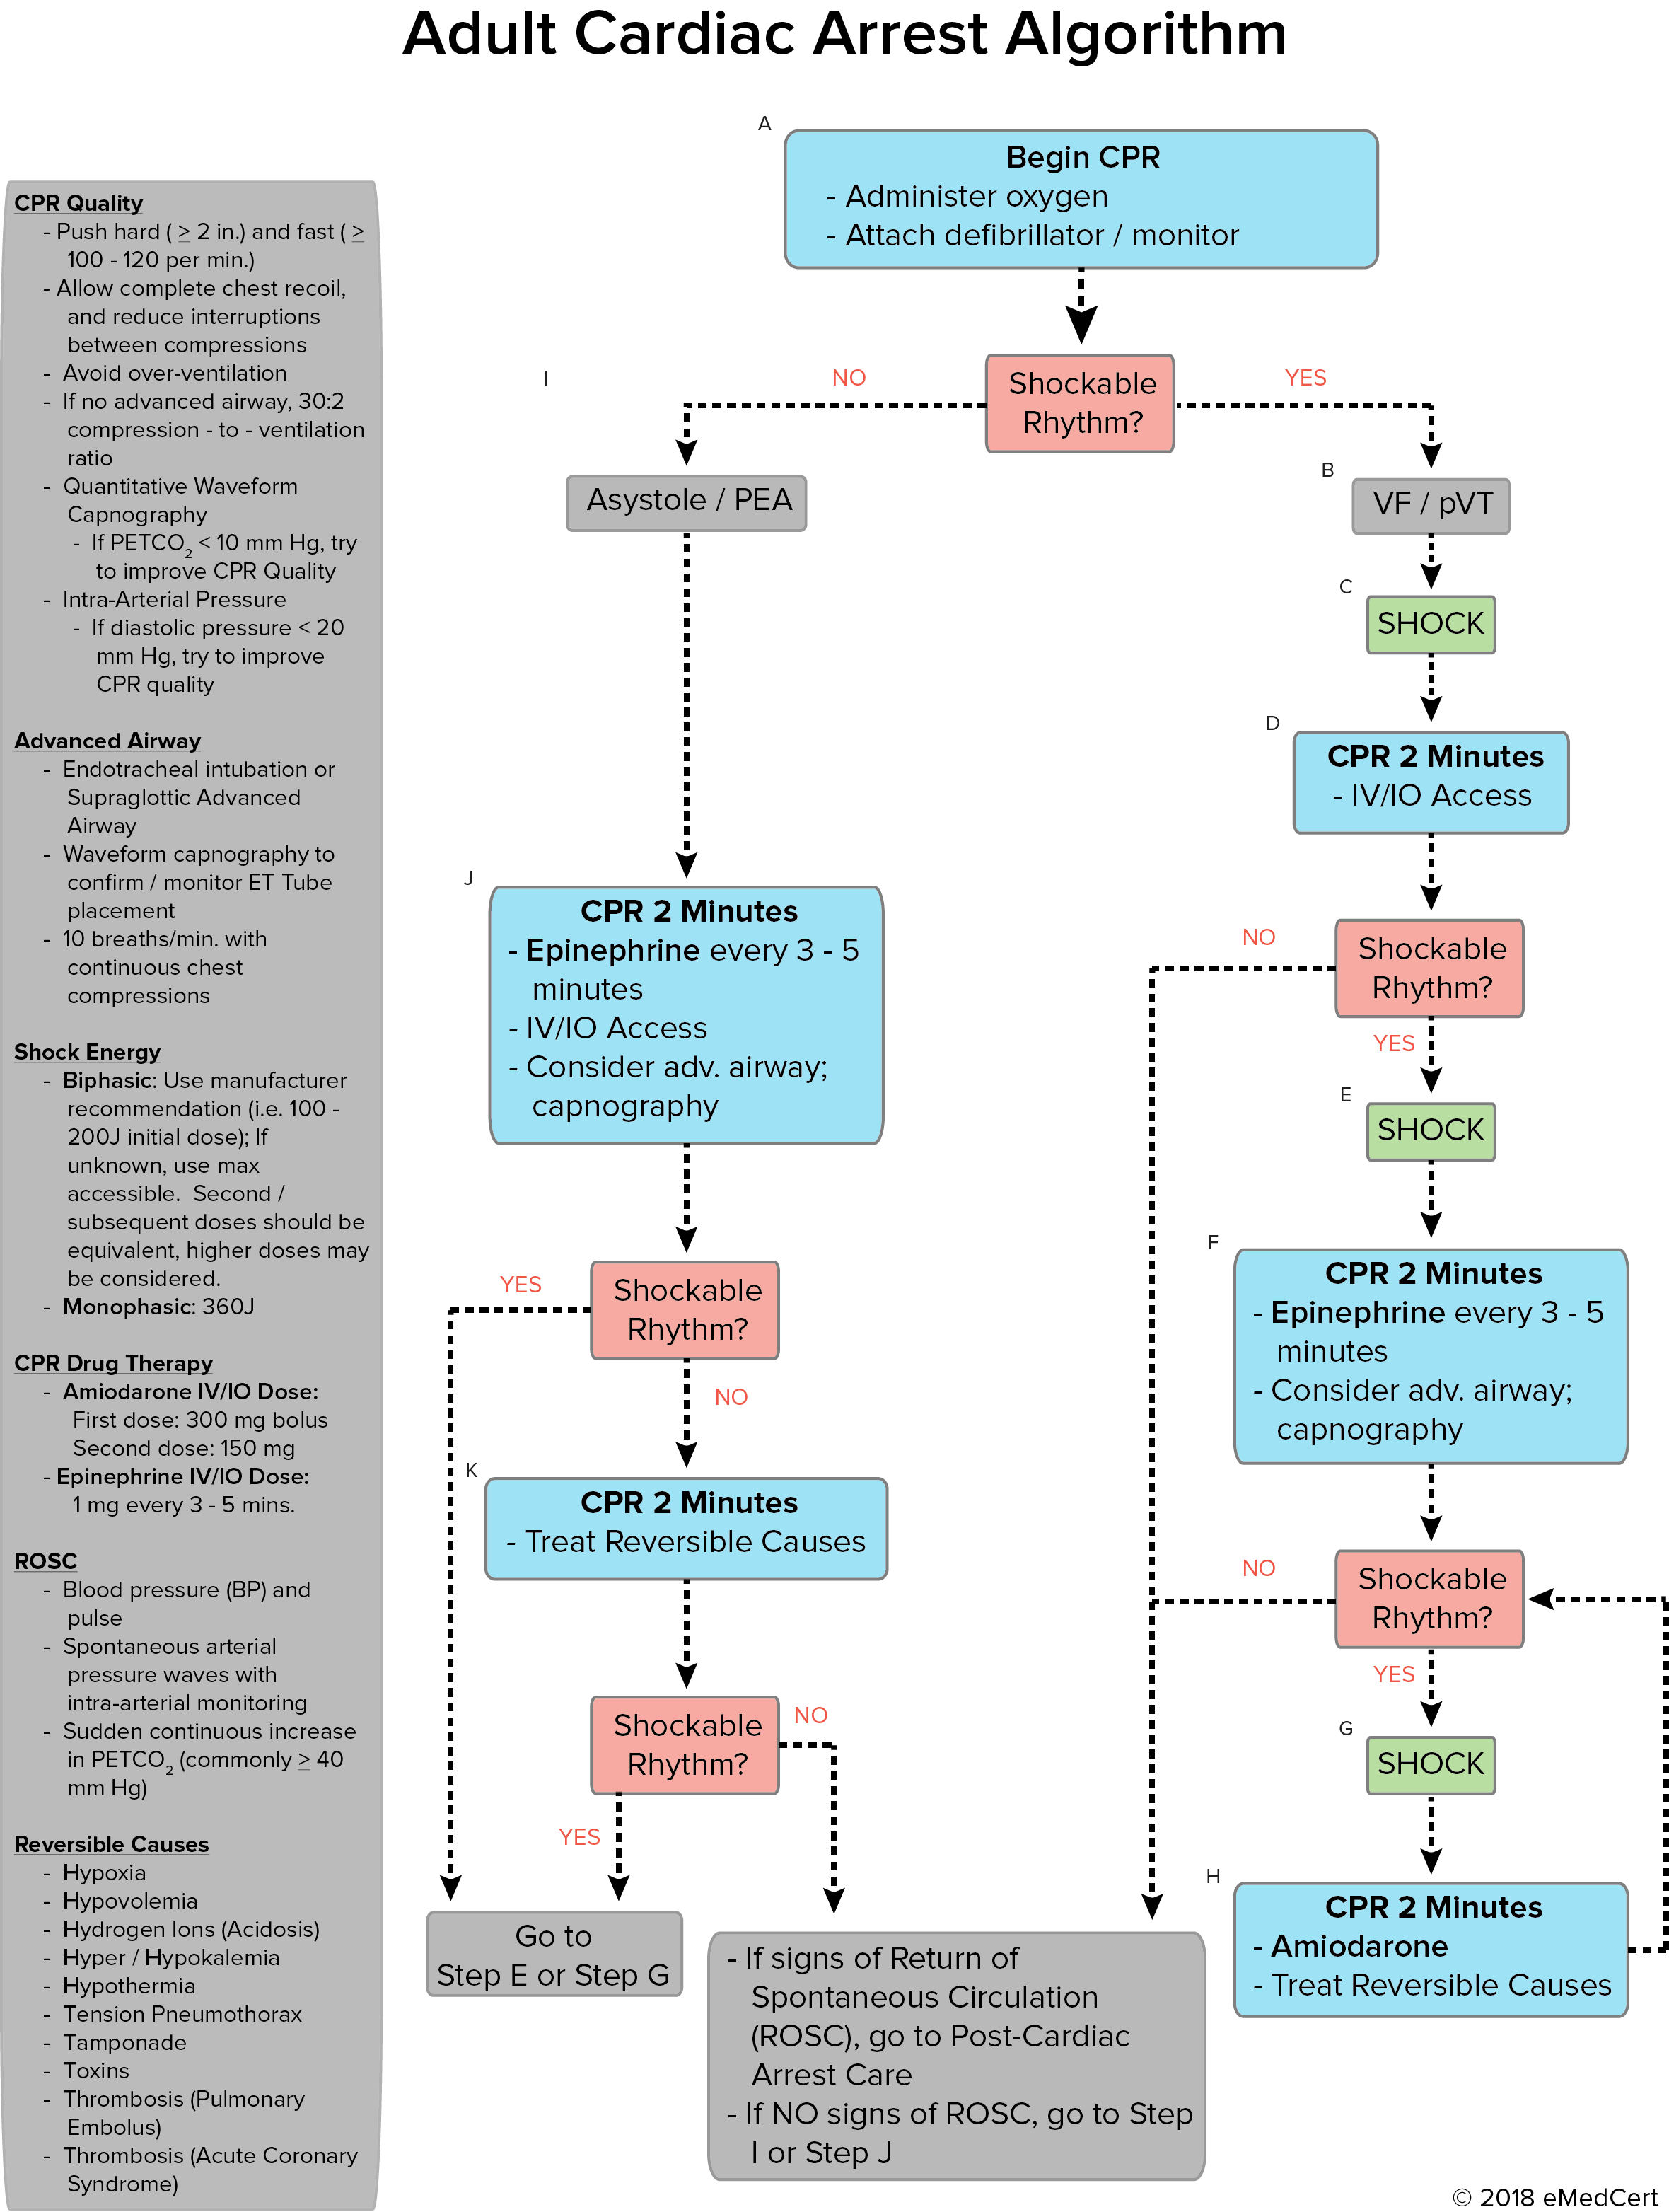 Adult Cardiac Arrest Algorithm
CPR Quality
- Push hard ( ≥ 2 in.) and fast ( ≥
100 - 120 per min.)
- Allow complete chest recoil,
and reduce interruptions
between compressions
- Avoid over-ventilation
- If no advanced airway, 30:2
compression - to - ventilation
ratio
- Quantitative Waveform
Capnography
- If PETCO₂ < 10 mm Hg, try
to improve CPR Quality
- Intra-Arterial Pressure
- If diastolic pressure < 20
mm Hg, try to improve
CPR quality
Advanced Airway
- Endotracheal intubation or
Supraglottic Advanced
Airway
- Waveform capnography to
confirm / monitor ET Tube
placement
- 10 breaths/min. with
continuous chest
compressions
Shock Energy
- Biphasic: Use manufacturer
recommendation (i.e. 100 -
200J initial dose); If
unknown, use max
accessible. Second /
subsequent doses should be
equivalent, higher doses may
be considered.
- Monophasic: 360J
CPR Drug Therapy
- Amiodarone IV/IO Dose:
First dose: 300 mg bolus
Second dose: 150 mg
- Epinephrine IV/IO Dose:
1 mg every 3 - 5 mins.
ROSC
- Blood pressure (BP) and
pulse
- Spontaneous arterial
pressure waves with
intra-arterial monitoring
- Sudden continuous increase
in PETCO₂ (commonly ≥ 40
mm Hg)
Reversible Causes
- Hypoxia
- Hypovolemia
- Hydrogen Ions (Acidosis)
- Hyper / Hypokalemia
- Hypothermia
- Tension Pneumothorax
- Tamponade
- Toxins
- Thrombosis (Pulmonary
Embolus)
- Thrombosis (Acute Coronary
Syndrome)
A
Begin CPR
- Administer oxygen
- Attach defibrillator / monitor
Shockable
Rhythm?
NO
YES
I
Asystole / PEA
J
CPR 2 Minutes
- Epinephrine every 3 - 5
minutes
- IV/IO Access
- Consider adv. airway;
capnography
Shockable
Rhythm?
YES
NO
K
CPR 2 Minutes
- Treat Reversible Causes
Shockable
Rhythm?
NO
YES
Go to
Step E or Step G
- If signs of Return of
Spontaneous Circulation
(ROSC), go to Post-Cardiac
Arrest Care
- If NO signs of ROSC, go to Step
I or Step J
B
VF / pVT
C
SHOCK
D
CPR 2 Minutes
- IV/IO Access
Shockable
Rhythm?
NO
YES
E
SHOCK
F
CPR 2 Minutes
- Epinephrine every 3 - 5
minutes
- Consider adv. airway;
capnography
Shockable
Rhythm?
NO
YES
G
SHOCK
H
CPR 2 Minutes
- Amiodarone
- Treat Reversible Causes
© 2018 eMedCert